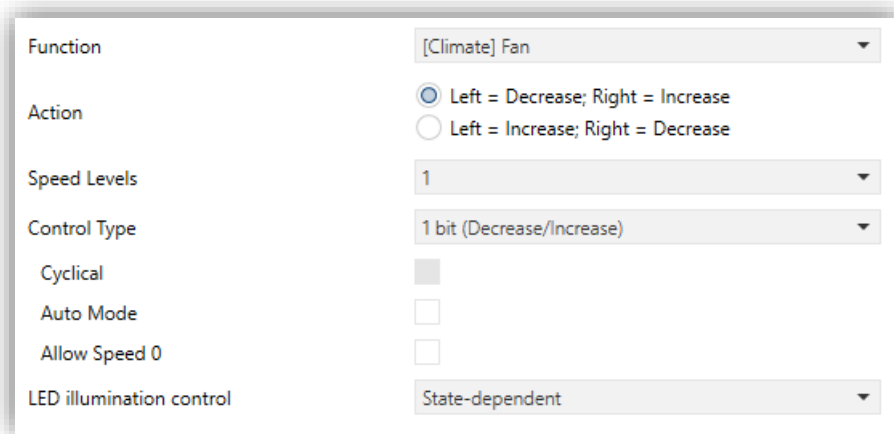 Function [Climate] Fan
Action
Left = Decrease; Right = Increase
Left = Increase; Right = Decrease
Speed Levels 1
Control Type 1 bit (Decrease/Increase)
Cyclical
Auto Mode
Allow Speed 0
LED illumination control State-dependent